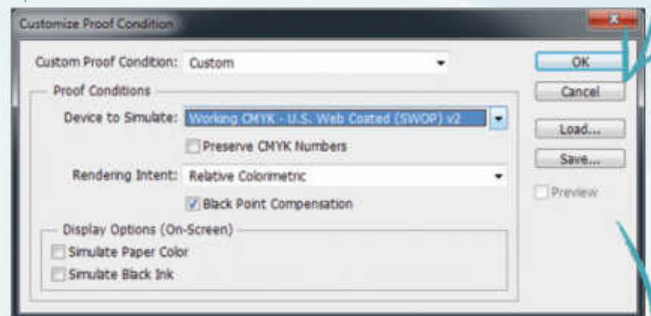 Customize Proof Condition
Custom Proof Condition: Custom
OK
Proof Conditions
Cancel
Device to Simulate: Working CMYK - U.S. Web Coated (SWOP) v2
Load...
Preserve CMYK Numbers
Save...
Rendering Intent: Relative Colorimetric
Preview
Black Point Compensation
Display Options (On-Screen)
Simulate Paper Color
Simulate Black Ink